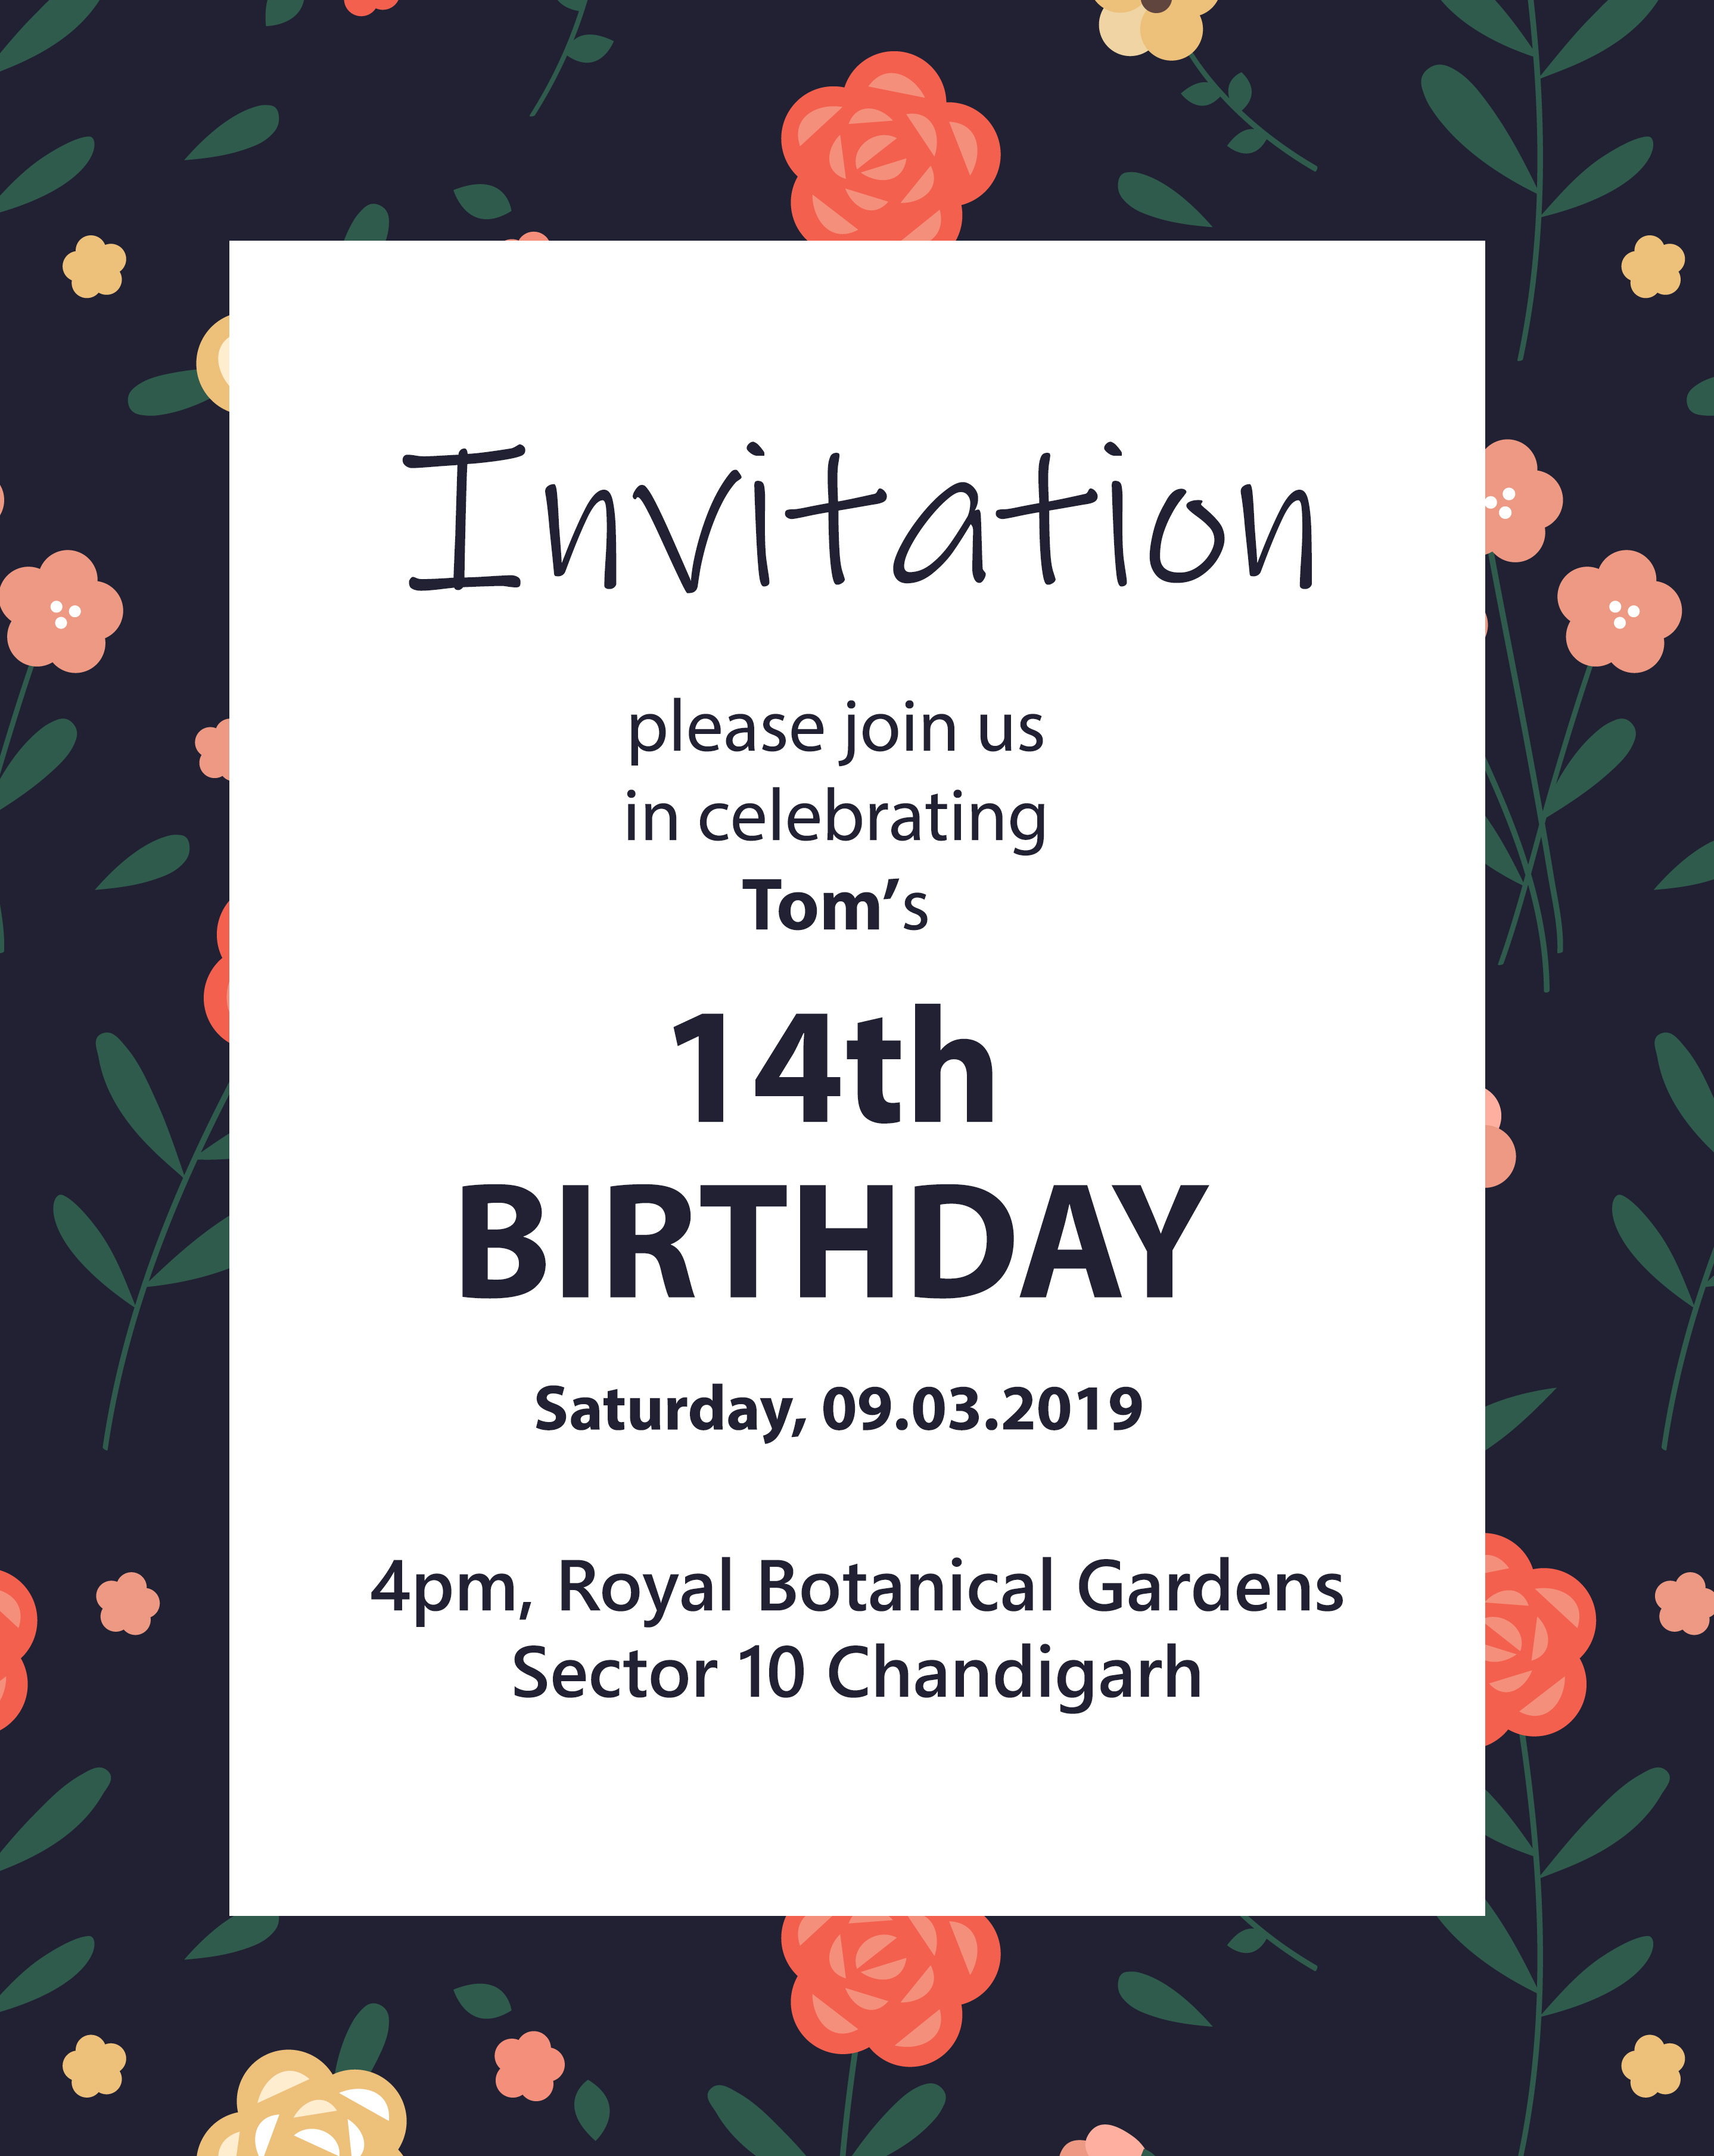 Invitation
please join us
in celebrating
Tom’s
14th
BIRTHDAY
Saturday, 09.03.2019
4pm, Royal Botanical Gardens
Sector 10 Chandigarh